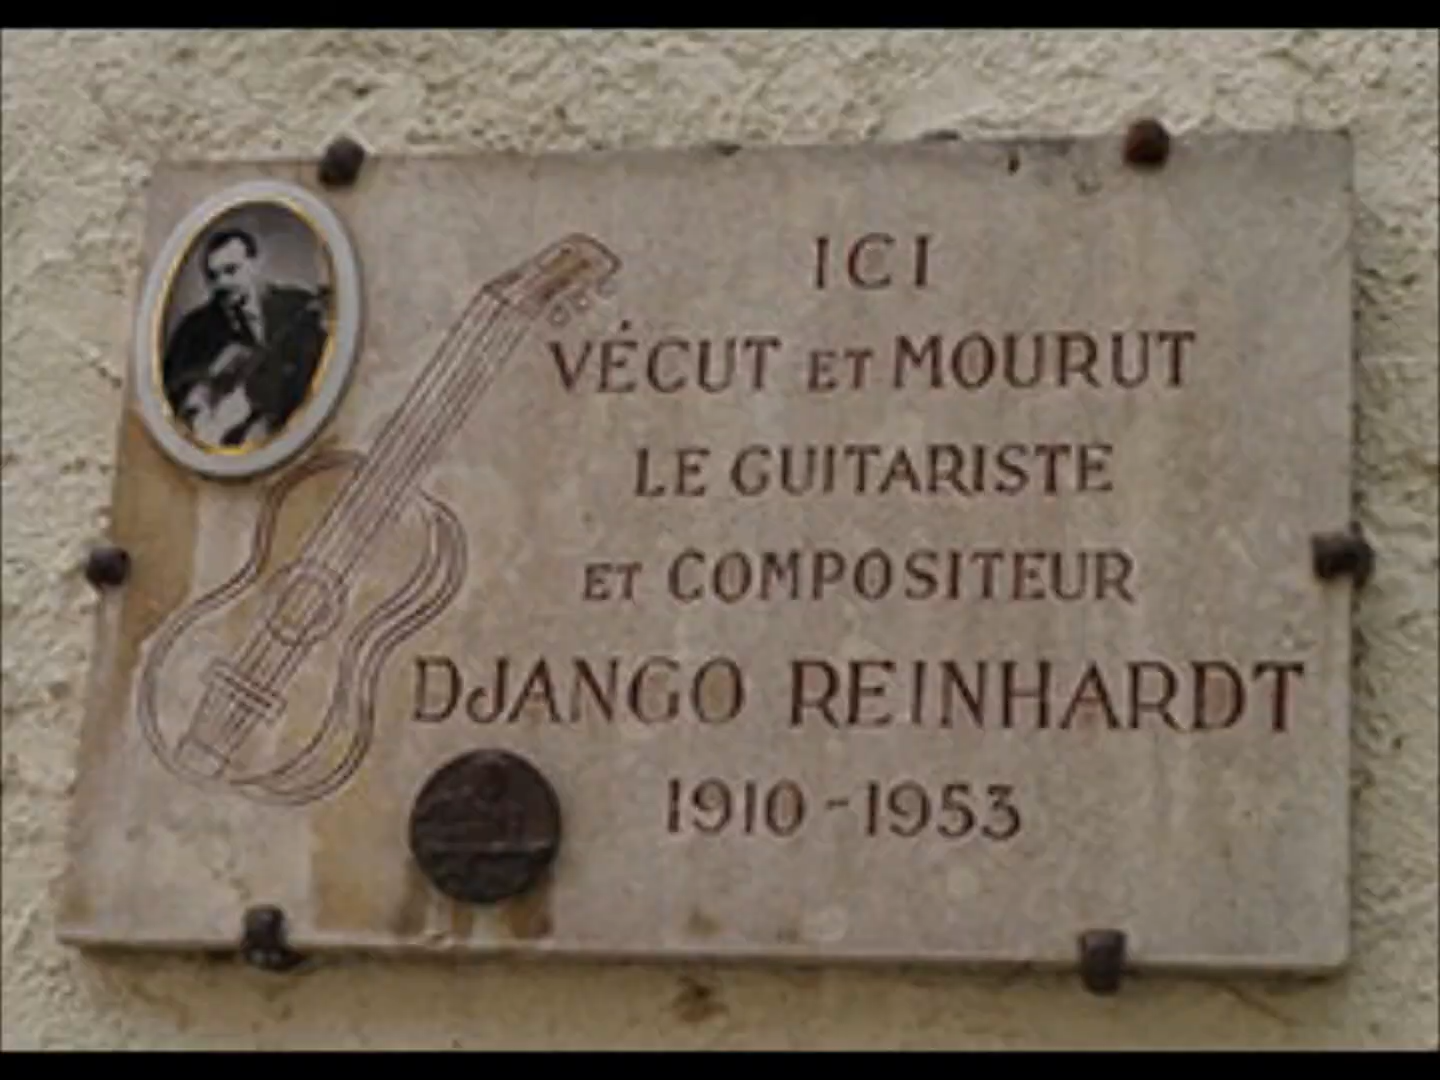 ICI
VÉCUT ET MOURUT
LE GUITARISTE
ET COMPOSITEUR
DJANGO REINHARDT
1910-1953